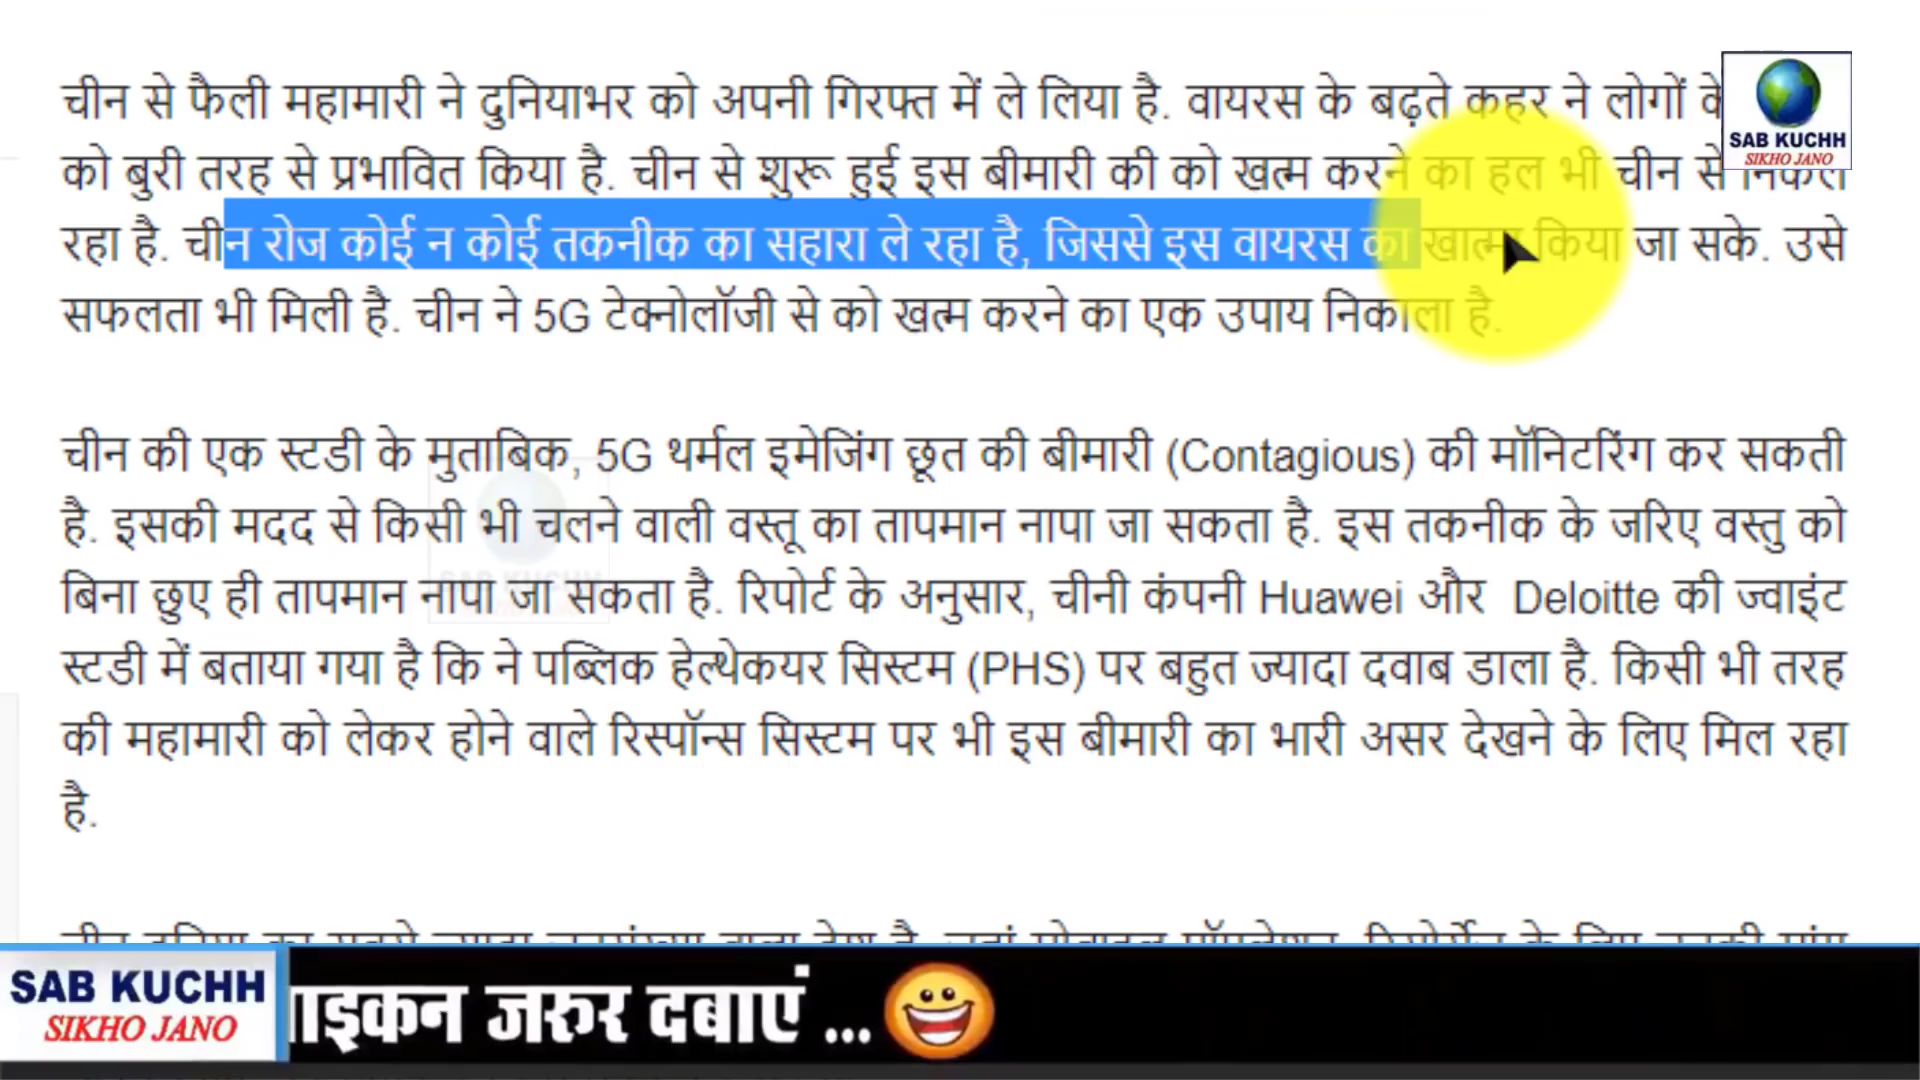 चीन से फैली महामारी ने दुनियाभर को अपनी गिरफ्त में ले लिया है. वायरस के बढ़ते कहर ने लोगों
SAB KUCHH
SIKHO JANO
को बुरी तरह से प्रभावित किया है. चीन से शुरू हुई इस बीमारी की को खत्म करने का हल भी चीन से निकल
रहा है. चीन रोज कोई न कोई तकनीक का सहारा ले रहा है, जिससे इस वायरस का खात्मा किया जा सके. उसे
सफलता भी मिली है. चीन ने 5G टेक्नोलॉजी से को खत्म करने का एक उपाय निकाला है.
चीन की एक स्टडी के मुताबिक, 5G थर्मल इमेजिंग छूत की बीमारी (Contagious) की मॉनिटरिंग कर सकती
है. इसकी मदद से किसी भी चलने वाली वस्तु का तापमान नापा जा सकता है. इस तकनीक के जरिए वस्तु को
बिना छुए ही तापमान नापा जा सकता है. रिपोर्ट के अनुसार, चीनी कंपनी Huawei और Deloitte की ज्वाइंट
स्टडी में बताया गया है कि ने पब्लिक हेल्थेकयर सिस्टम (PHS) पर बहुत ज्यादा दवाब डाला है. किसी भी तरह
की महामारी को लेकर होने वाले रिस्पॉन्स सिस्टम पर भी इस बीमारी का भारी असर देखने के लिए मिल रहा
है.
SAB KUCHH
SIKHO JANO
ाइकन जरुर दबाएं ...